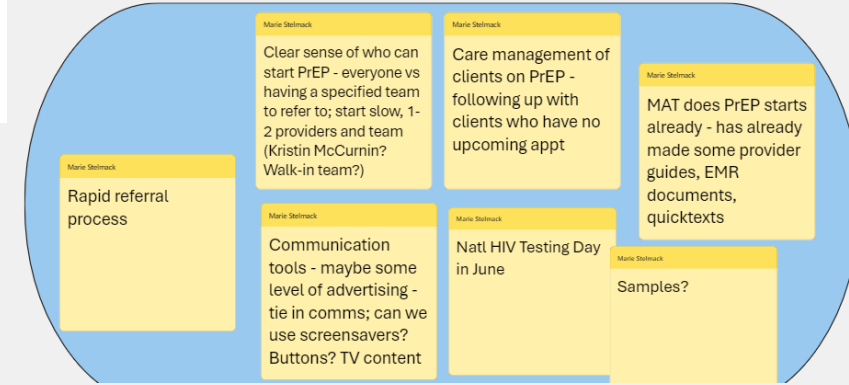 Marie Stelmack
Clear sense of who can
start PrEP - everyone vs
having a specified team
to refer to; start slow, 1-
2 providers and team
(Kristin McCurnin?
Walk-in team?)
Marie Stelmack
Care management of
clients on PrEP -
following up with
clients who have no
upcoming appt
Marie Stelmack
MAT does PrEP starts
already - has already
made some provider
guides, EMR
documents,
quicktexts
Marie Stelmack
Rapid referral
process
Marie Stelmack
Communication
tools - maybe some
level of advertising -
tie in comms; can we
use screensavers?
Buttons? TV content
Marie Stelmack
Natl HIV Testing Day
in June
Marie Stelmack
Samples?